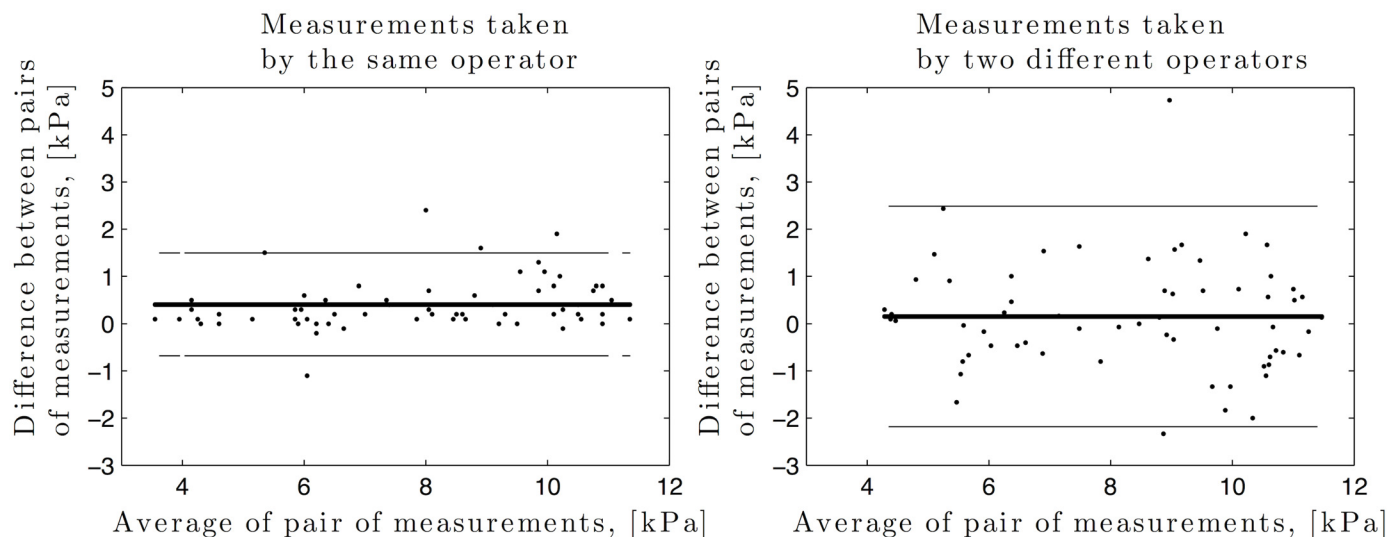 Measurements taken
by the same operator
Difference between pairs
of measurements, [kPa]
5
4
3
2
1
0
−1
−2
−3
4
6
8
10
12
Average of pair of measurements, [kPa]
Measurements taken
by two different operators
Difference between pairs
of measurements, [kPa]
5
4
3
2
1
0
−1
−2
−3
4
6
8
10
12
Average of pair of measurements, [kPa]